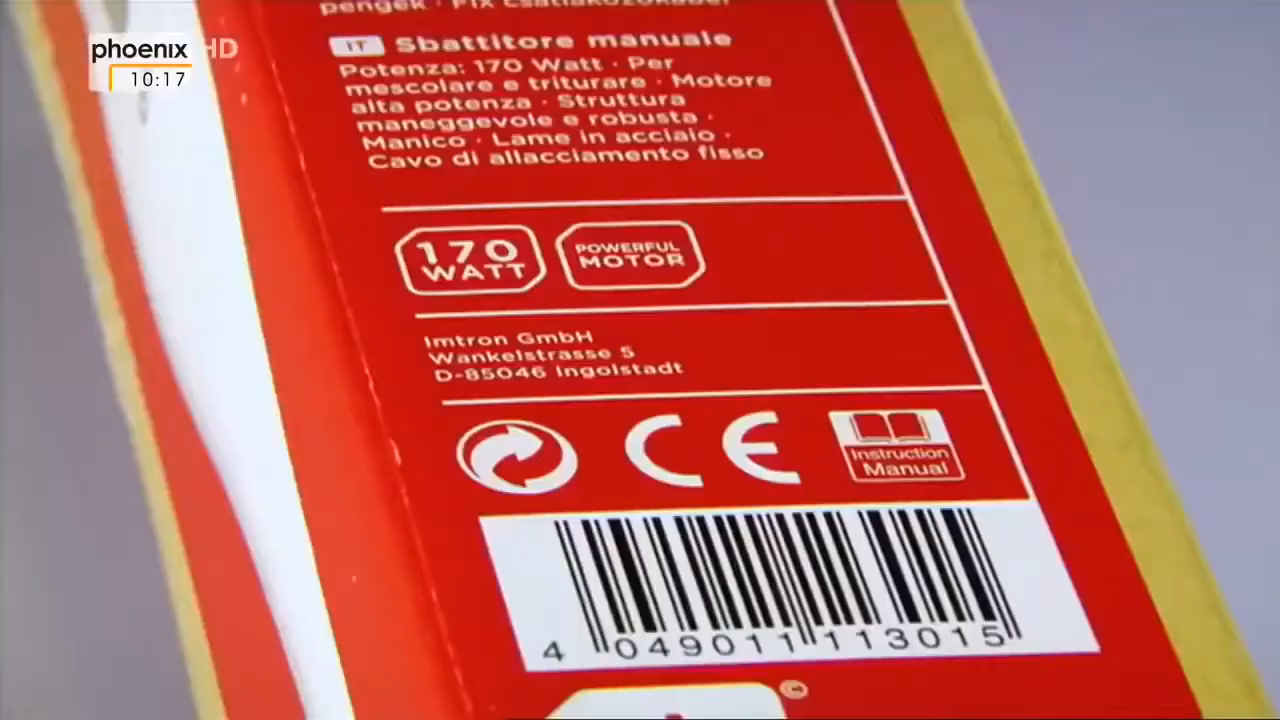 phoenix HD
10:17
IT Sbattitore manuale
Potenza: 170 Watt · Per
mescolare e triturare · Motore
alta potenza · Struttura
maneggevole e robusta ·
Manico · Lame in acciaio ·
Cavo di allacciamento fisso
170
WATT
POWERFUL
MOTOR
Imtron GmbH
Wankelstrasse 5
D-85046 Ingolstadt
CE
Instruction
Manual
4 049011 113015
©